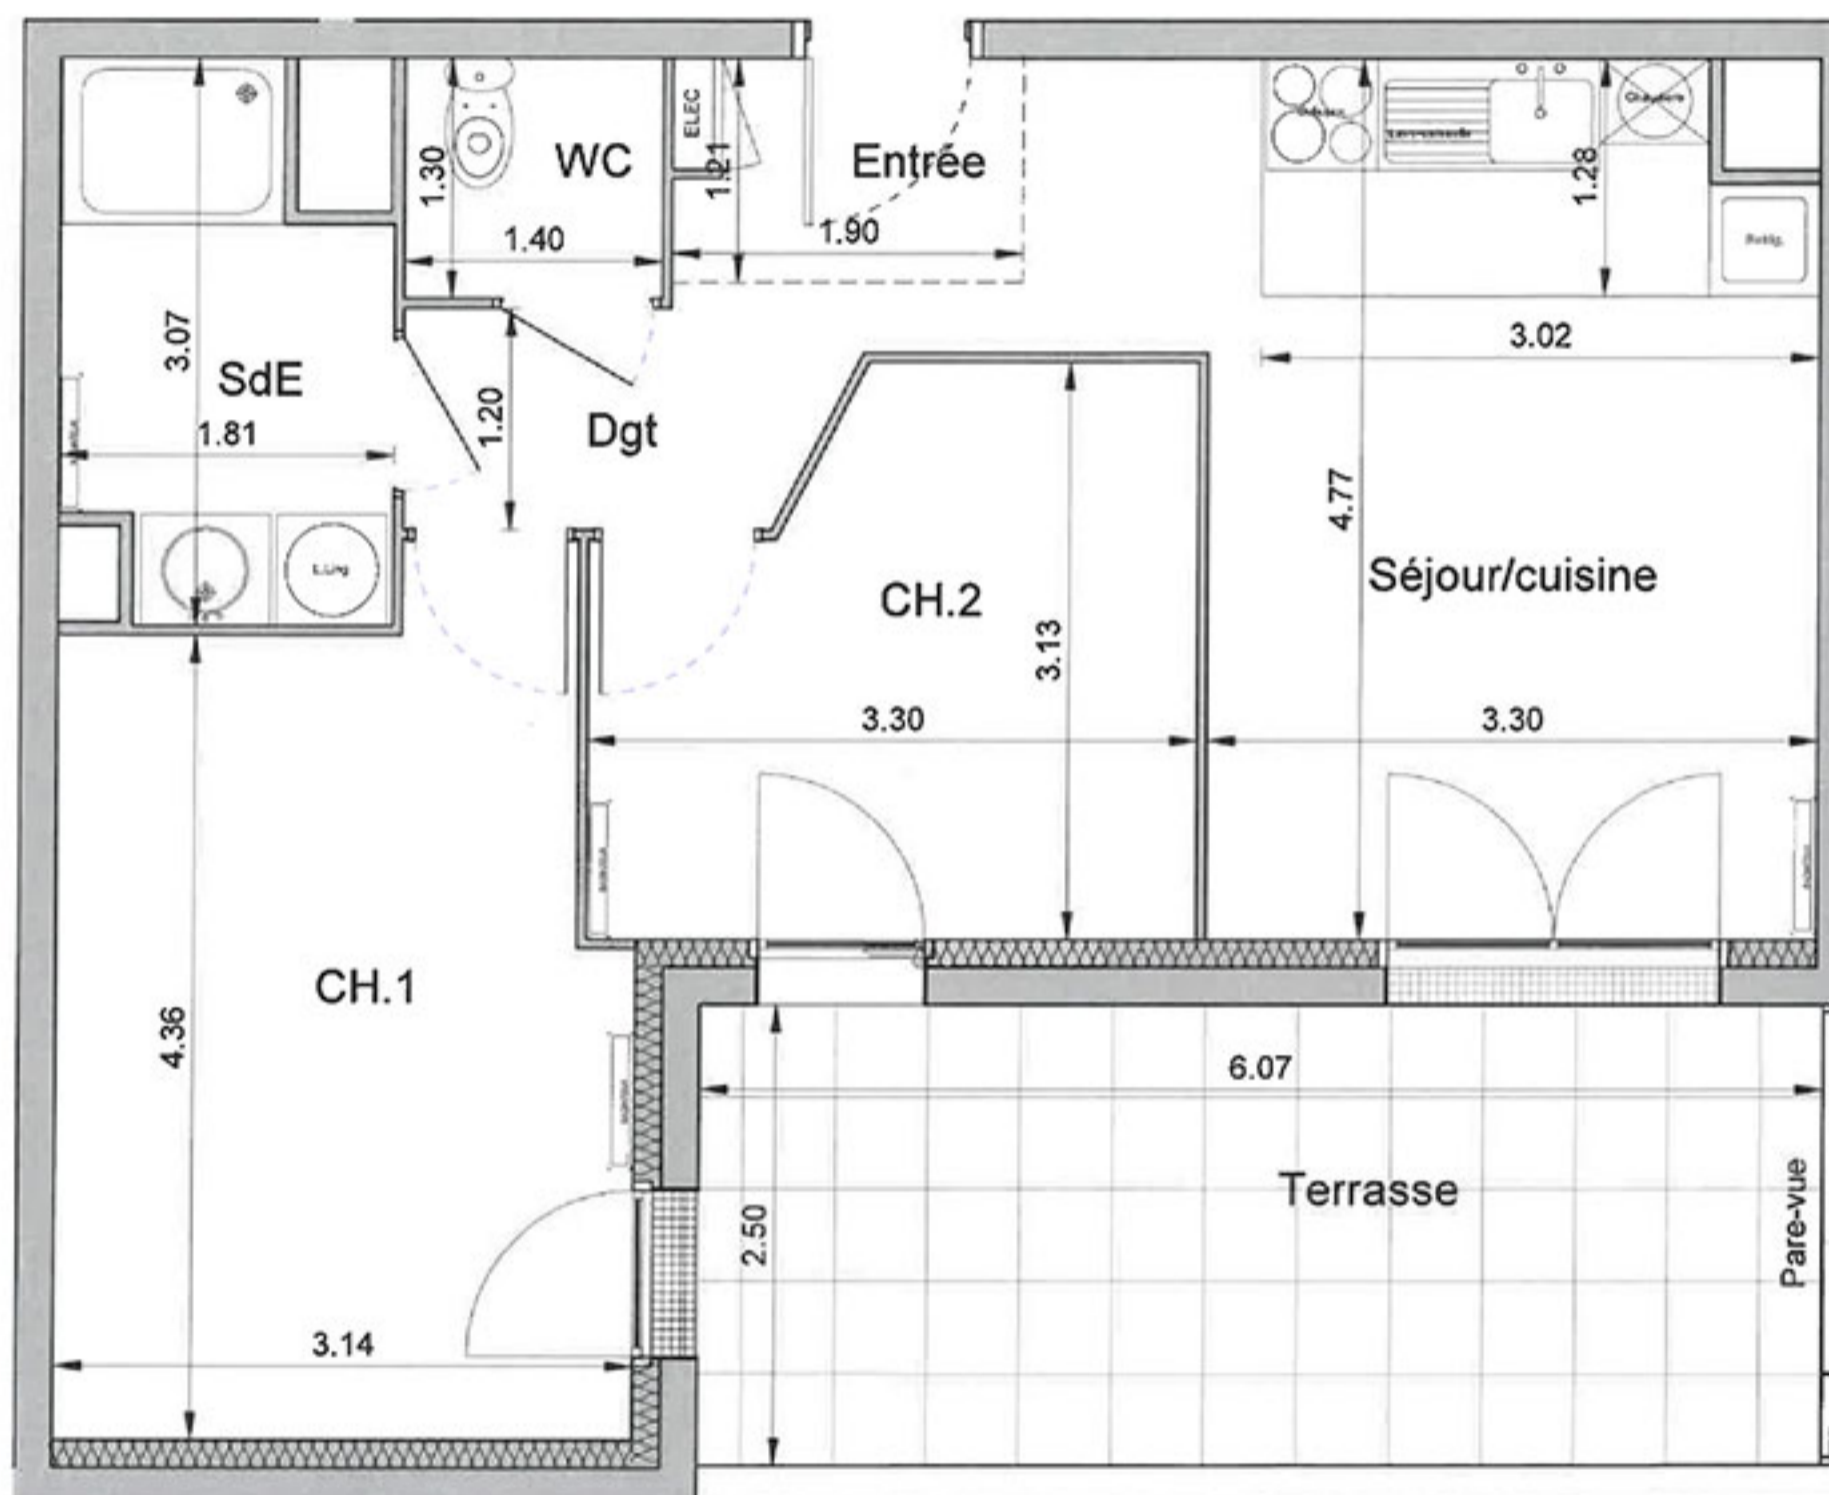 ELEC
WC
1.30
1.40
1.21
Entrée
1.90
1.28
3.02
3.07
SdE
1.81
1.20
Dgt
4.77
L.Ling
CH.2
Séjour/cuisine
3.13
3.30
3.30
CH.1
4.36
6.07
Terrasse
2.50
Pare-vue
3.14